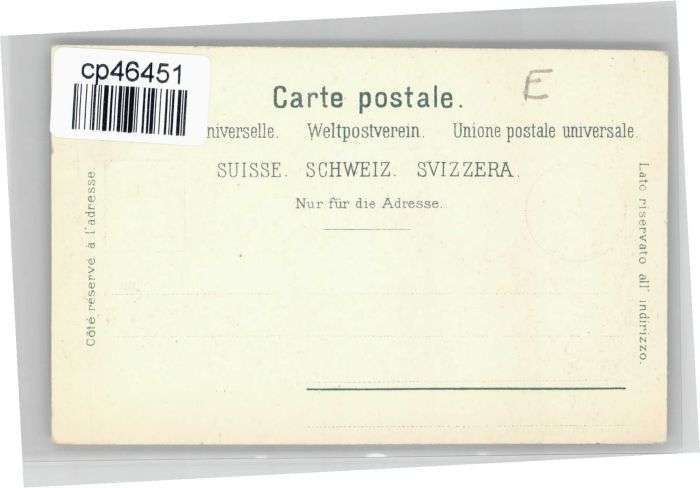 cp46451
E
Carte postale.
niverselle. Weltpostverein. Unione postale universale
SUISSE. SCHWEIZ. SVIZZERA.
Nur für die Adresse.
Côté réservé à l'adresse
Lato riservato all' indirizzo.